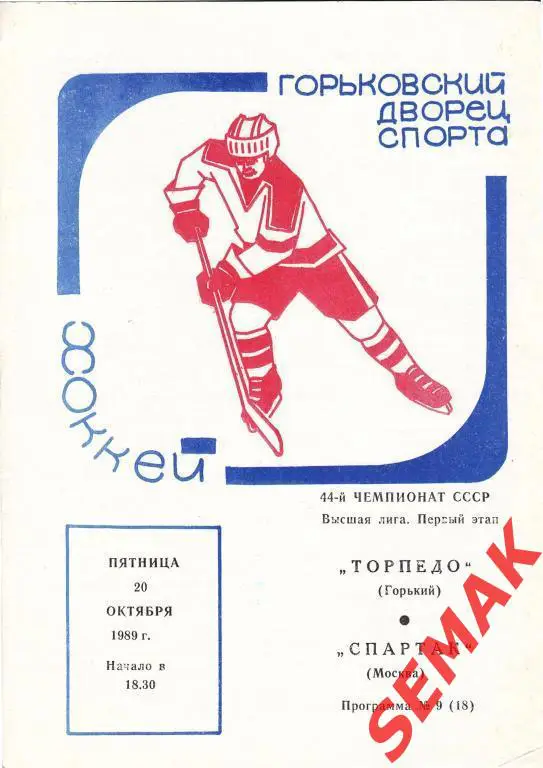 ГОРЬКОВСКИЙ
ДВОРЕЦ
СПОРТА
ХОККЕЙ
44-й ЧЕМПИОНАТ СССР
Высшая лига. Первый этап
„ТОРПЕДО"
(Горький)
●
„СПАРТАК"
(Москва)
Программа № 9 (18)
ПЯТНИЦА
20
ОКТЯБРЯ
1989 г.
Начало в
18.30
SEMAK